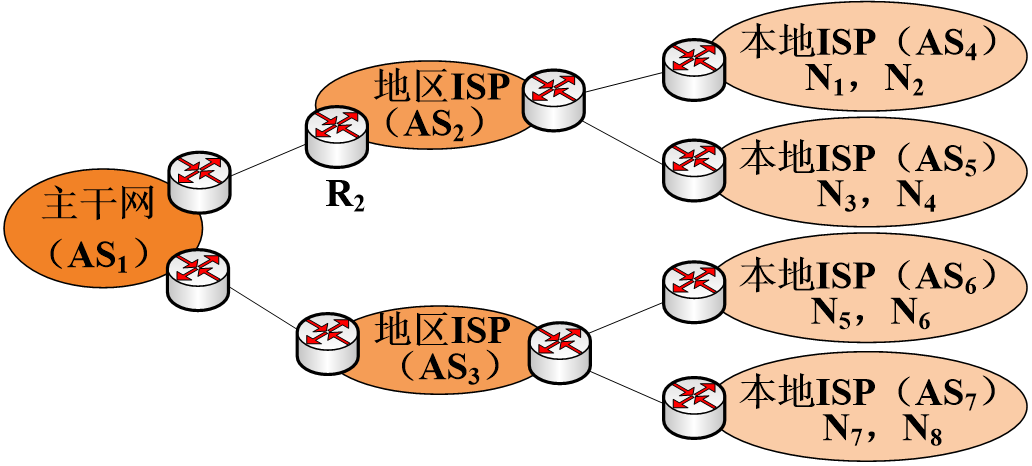 主干网
（AS₁）
R₂
地区ISP
（AS₂）
地区ISP
（AS₃）
本地ISP（AS₄）
N₁，N₂
本地ISP（AS₅）
N₃，N₄
本地ISP（AS₆）
N₅，N₆
本地ISP（AS₇）
N₇，N₈